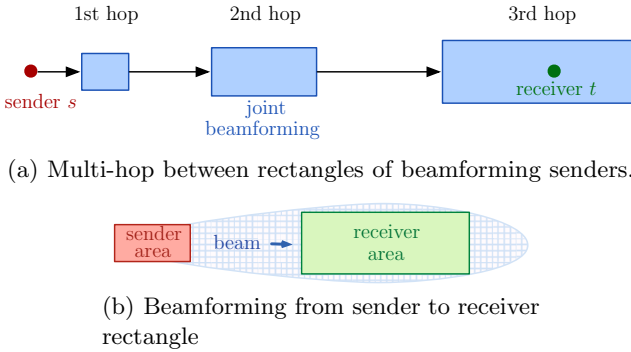 1st hop 2nd hop 3rd hop
sender s
joint
beamforming
receiver t
(a) Multi-hop between rectangles of beamforming senders.
sender
area
beam
receiver
area
(b) Beamforming from sender to receiver
rectangle